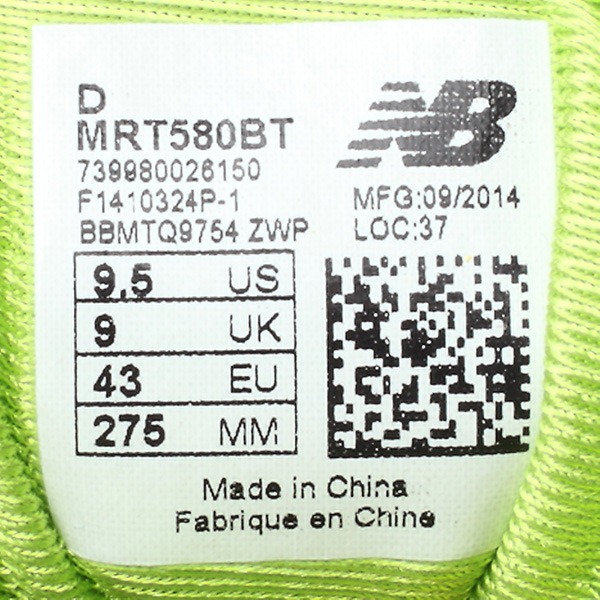 D
MRT580BT
739980026150
F1410324P-1
BBMTQ9754 ZWP
NB
MFG:09/2014
LOC:37
9.5 US
9 UK
43 EU
275 MM
Made in China
Fabrique en Chine